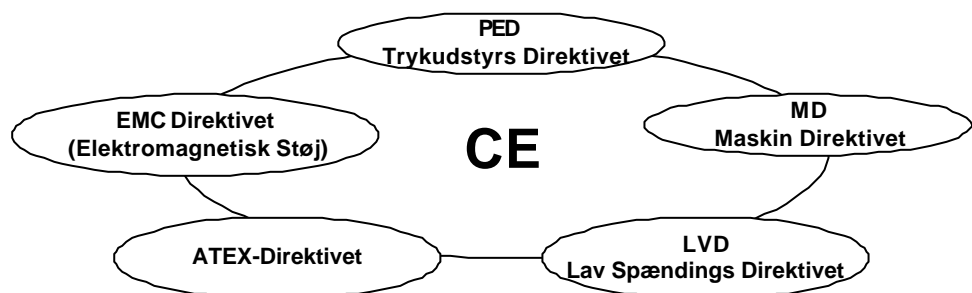 PED
Trykudstyrs Direktivet
EMC Direktivet
(Elektromagnetisk Støj)
MD
Maskin Direktivet
CE
ATEX-Direktivet
LVD
Lav Spændings Direktivet